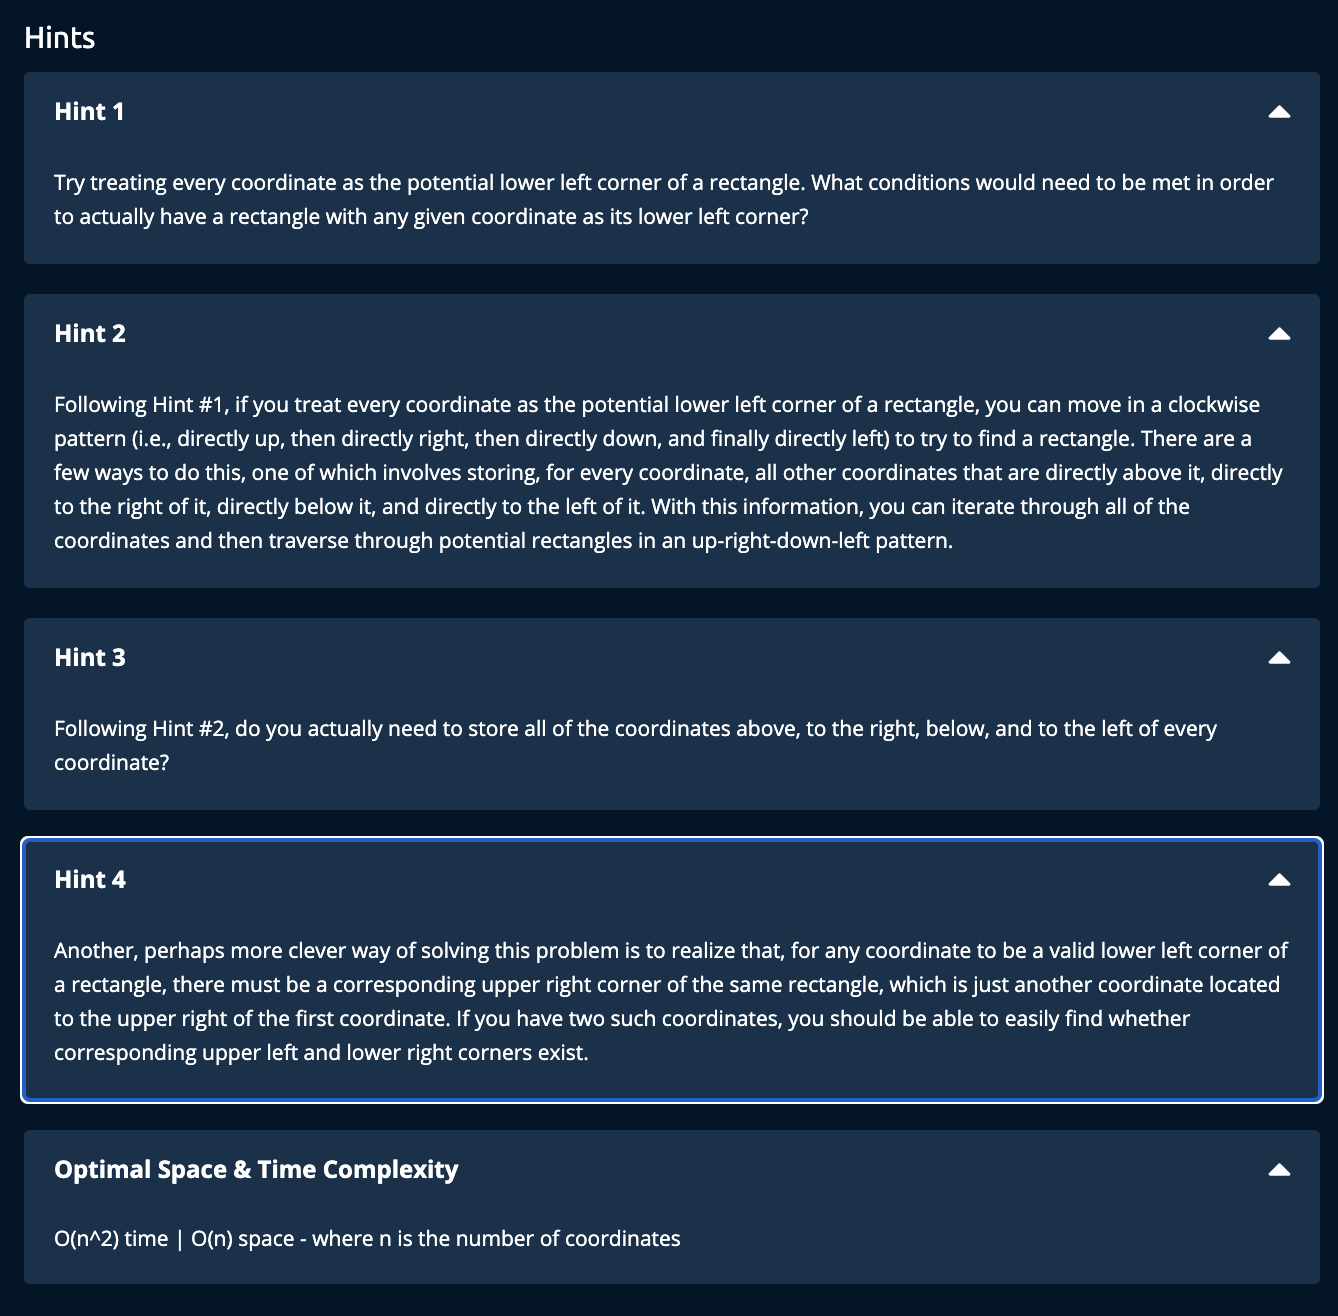 Hints
Hint 1
Try treating every coordinate as the potential lower left corner of a rectangle. What conditions would need to be met in order
to actually have a rectangle with any given coordinate as its lower left corner?
Hint 2
Following Hint #1, if you treat every coordinate as the potential lower left corner of a rectangle, you can move in a clockwise
pattern (i.e., directly up, then directly right, then directly down, and finally directly left) to try to find a rectangle. There are a
few ways to do this, one of which involves storing, for every coordinate, all other coordinates that are directly above it, directly
to the right of it, directly below it, and directly to the left of it. With this information, you can iterate through all of the
coordinates and then traverse through potential rectangles in an up-right-down-left pattern.
Hint 3
Following Hint #2, do you actually need to store all of the coordinates above, to the right, below, and to the left of every
coordinate?
Hint 4
Another, perhaps more clever way of solving this problem is to realize that, for any coordinate to be a valid lower left corner of
a rectangle, there must be a corresponding upper right corner of the same rectangle, which is just another coordinate located
to the upper right of the first coordinate. If you have two such coordinates, you should be able to easily find whether
corresponding upper left and lower right corners exist.
Optimal Space & Time Complexity
O(n^2) time | O(n) space - where n is the number of coordinates